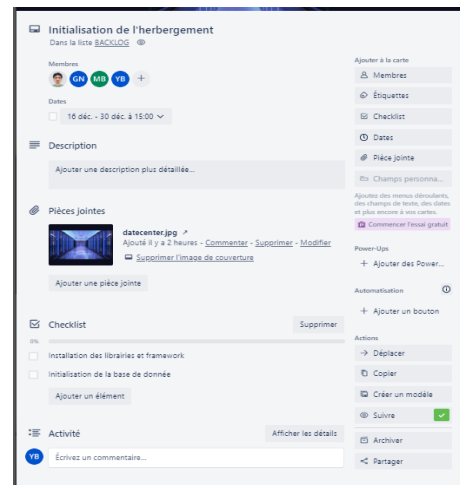 Initialisation de l'herbergement
Dans la liste BACKLOG
Membres
GN MB YB +
Dates
16 déc. - 30 déc. à 15:00
Description
Ajouter une description plus détaillée...
Pièces jointes
datecenter.jpg ↗
Ajouté il y a 2 heures - Commenter - Supprimer - Modifier
Supprimer l'image de couverture
Ajouter une pièce jointe
Checklist
Supprimer
0%
Installation des librairies et framework
Initialisation de la base de donnée
Ajouter un élément
Activité
Afficher les détails
YB
Écrivez un commentaire...
Ajouter à la carte
Membres
Étiquettes
Checklist
Dates
Pièce jointe
Champs personna...
Ajoutez des menus déroulants,
des champs de texte, des dates
et plus encore à vos cartes.
Commencer l'essai gratuit
Power-Ups
+ Ajouter des Power...
Automatisation
+ Ajouter un bouton
Actions
→ Déplacer
Copier
Créer un modèle
Suivre
Archiver
Partager